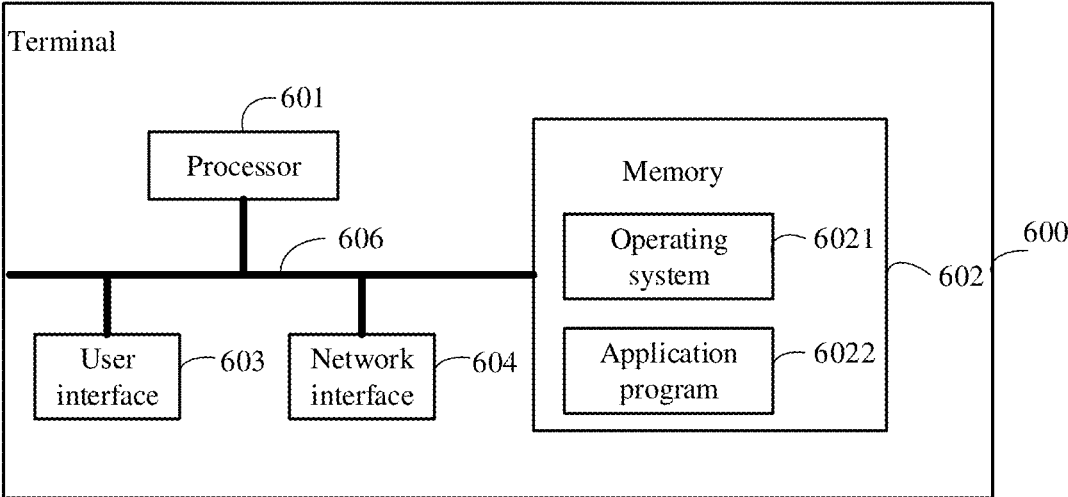 Terminal
601
Processor
Memory
606
Operating
system
6021
600
602
User
interface
603
Network
interface
604
Application
program
6022